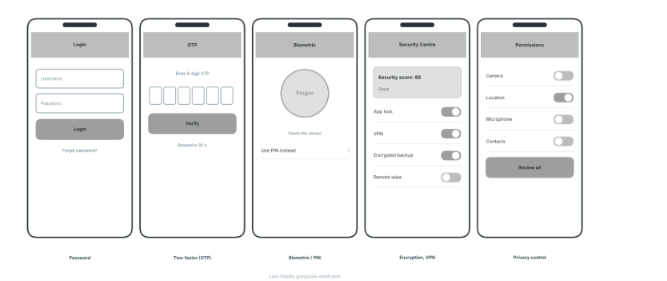 Login
Username
Password
Login
Forgot password?
Password
OTP
Enter 6-digit OTP
Verify
Resend in 30 s
Two-factor (OTP)
Biometric
Finger
Touch the sensor
Use PIN instead
Biometric / PIN
Security Centre
Security score: 86
Good
App lock
VPN
Encrypted backup
Remote wipe
Encryption, VPN
Permissions
Camera
Location
Microphone
Contacts
Review all
Privacy control
Low-fidelity greyscale wireframe